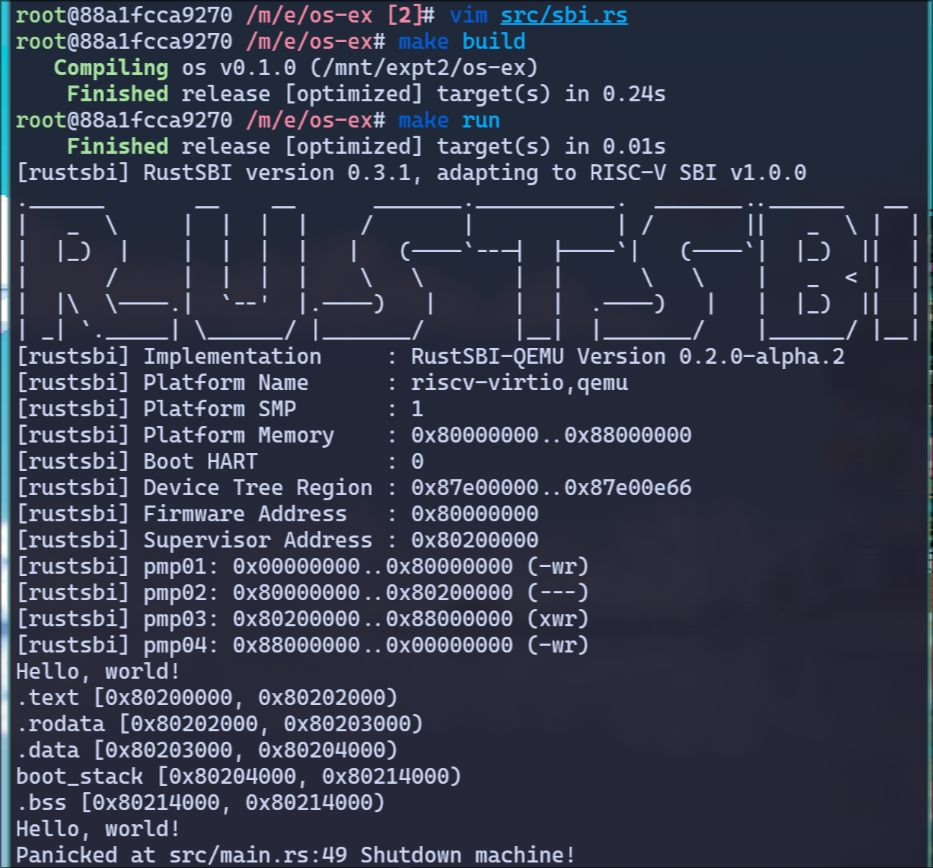 root@88a1fcca9270 /m/e/os-ex [2]# vim src/sbi.rs
root@88a1fcca9270 /m/e/os-ex# make build
   Compiling os v0.1.0 (/mnt/expt2/os-ex)
    Finished release [optimized] target(s) in 0.24s
root@88a1fcca9270 /m/e/os-ex# make run
    Finished release [optimized] target(s) in 0.01s
[rustsbi] RustSBI version 0.3.1, adapting to RISC-V SBI v1.0.0
RUSTSBI
[rustsbi] Implementation     : RustSBI-QEMU Version 0.2.0-alpha.2
[rustsbi] Platform Name      : riscv-virtio,qemu
[rustsbi] Platform SMP       : 1
[rustsbi] Platform Memory    : 0x80000000..0x88000000
[rustsbi] Boot HART          : 0
[rustsbi] Device Tree Region : 0x87e00000..0x87e00e66
[rustsbi] Firmware Address   : 0x80000000
[rustsbi] Supervisor Address : 0x80200000
[rustsbi] pmp01: 0x00000000..0x80000000 (-wr)
[rustsbi] pmp02: 0x80000000..0x80200000 (---)
[rustsbi] pmp03: 0x80200000..0x88000000 (xwr)
[rustsbi] pmp04: 0x88000000..0x00000000 (-wr)
Hello, world!
.text [0x80200000, 0x80202000)
.rodata [0x80202000, 0x80203000)
.data [0x80203000, 0x80204000)
boot_stack [0x80204000, 0x80214000)
.bss [0x80214000, 0x80214000)
Hello, world!
Panicked at src/main.rs:49 Shutdown machine!